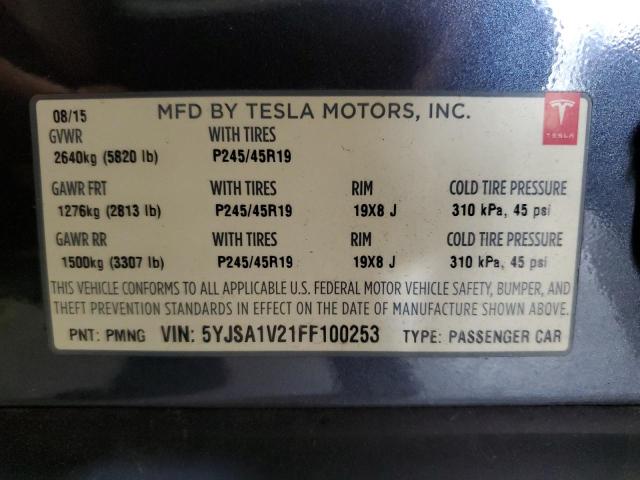 08/15 MFD BY TESLA MOTORS, INC.
TESLA
GVWR WITH TIRES
2640kg (5820 lb) P245/45R19
GAWR FRT WITH TIRES RIM COLD TIRE PRESSURE
1276kg (2813 lb) P245/45R19 19X8 J 310 kPa, 45 psi
GAWR RR WITH TIRES RIM COLD TIRE PRESSURE
1500kg (3307 lb) P245/45R19 19X8 J 310 kPa, 45 psi
THIS VEHICLE CONFORMS TO ALL APPLICABLE U.S. FEDERAL MOTOR VEHICLE SAFETY, BUMPER, AND
THEFT PREVENTION STANDARDS IN EFFECT ON THE DATE OF MANUFACTURE SHOWN ABOVE.
PNT: PMNG VIN: 5YJSA1V21FF100253 TYPE: PASSENGER CAR